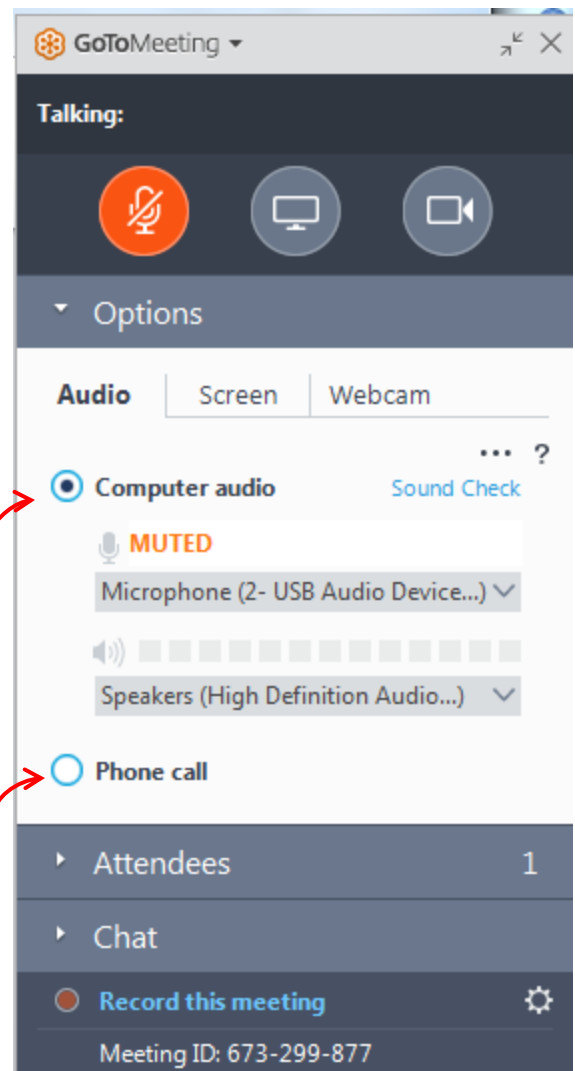 GoToMeeting
Talking:
Options
Audio Screen Webcam
... ?
Computer audio Sound Check
MUTED
Microphone (2- USB Audio Device...)
Speakers (High Definition Audio...)
Phone call
Attendees 1
Chat
Record this meeting
Meeting ID: 673-299-877